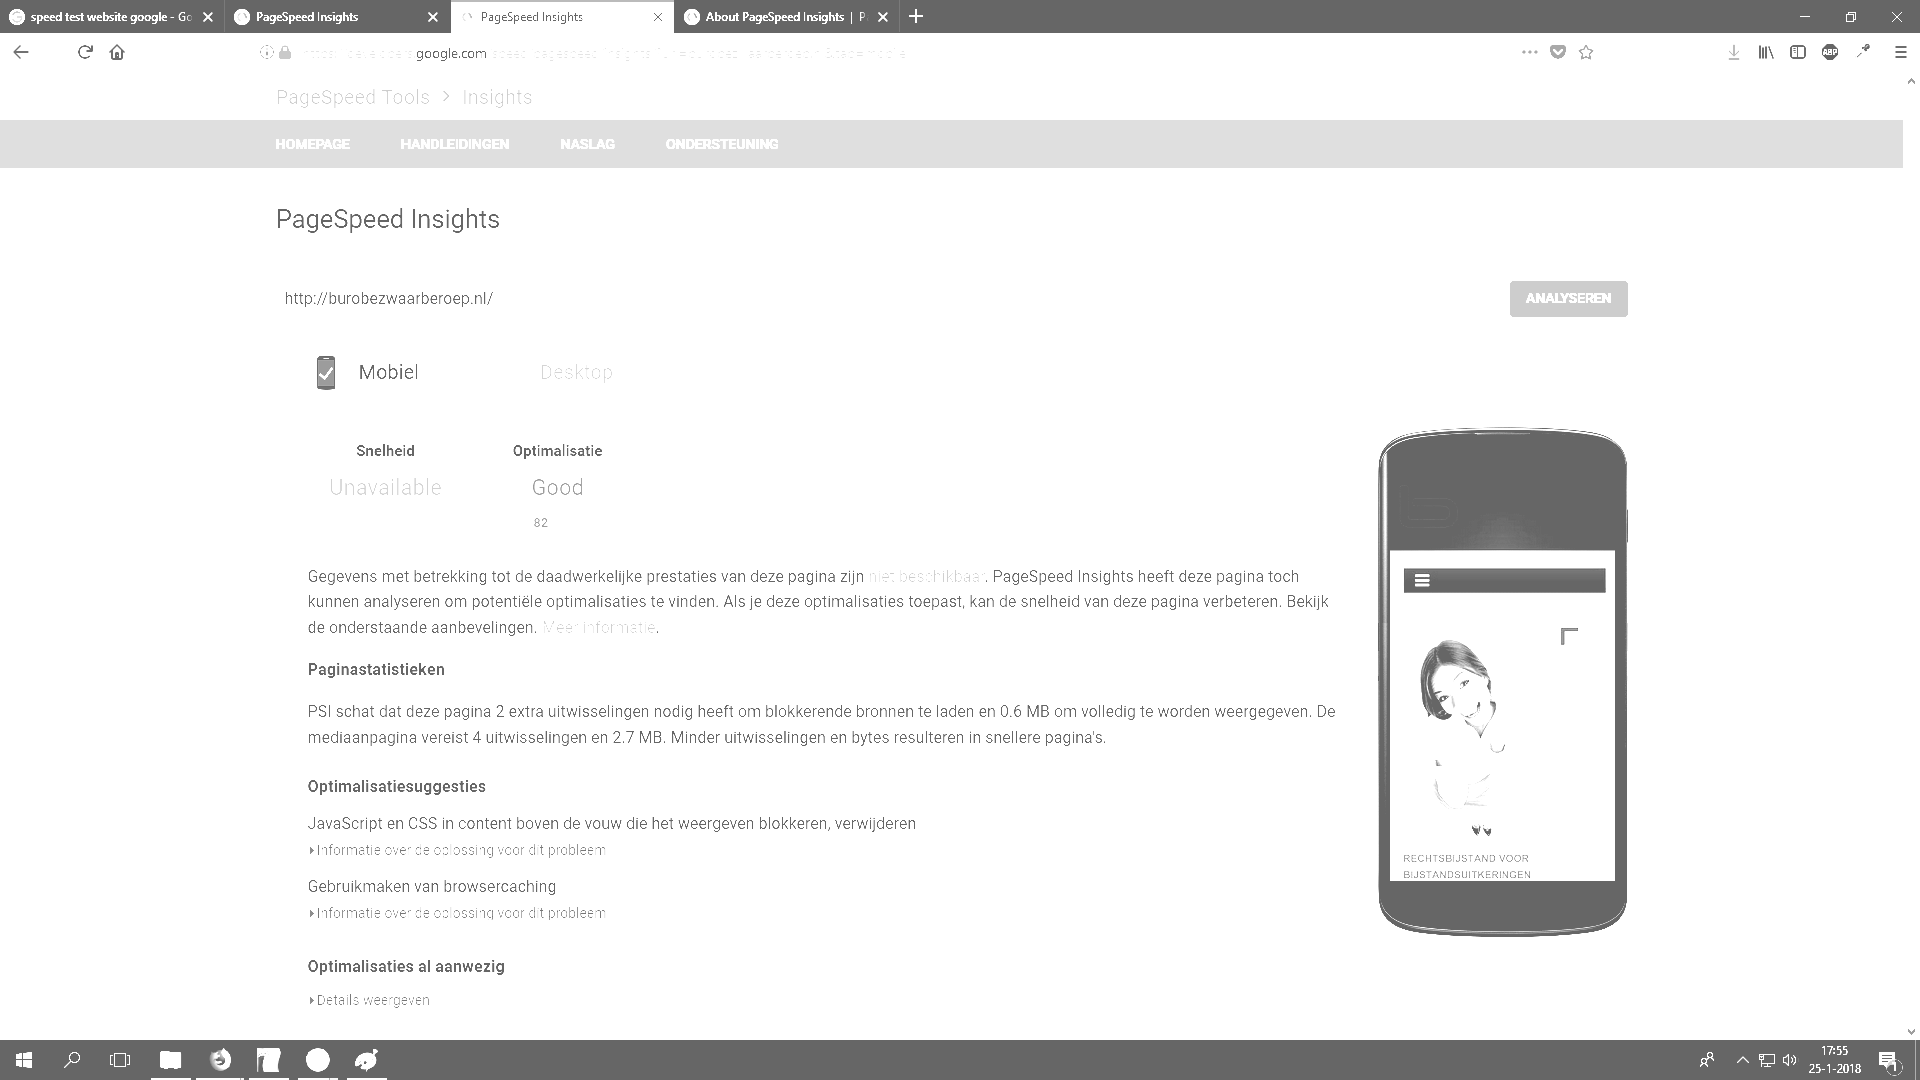 speed test website google - Go
PageSpeed Insights
PageSpeed Insights
About PageSpeed Insights | P
google.com
PageSpeed Tools > Insights
HOMEPAGE HANDLEIDINGEN NASLAG ONDERSTEUNING
PageSpeed Insights
http://burobezwaarberoep.nl/
ANALYSEREN
Mobiel Desktop
Snelheid Optimalisatie
Unavailable Good
82
Gegevens met betrekking tot de daadwerkelijke prestaties van deze pagina zijn niet beschikbaar. PageSpeed Insights heeft deze pagina toch
kunnen analyseren om potentiële optimalisaties te vinden. Als je deze optimalisaties toepast, kan de snelheid van deze pagina verbeteren. Bekijk
de onderstaande aanbevelingen. Meer informatie.
Paginastatistieken
PSI schat dat deze pagina 2 extra uitwisselingen nodig heeft om blokkerende bronnen te laden en 0.6 MB om volledig te worden weergegeven. De
mediaanpagina vereist 4 uitwisselingen en 2.7 MB. Minder uitwisselingen en bytes resulteren in snellere pagina's.
Optimalisatiesuggesties
JavaScript en CSS in content boven de vouw die het weergeven blokkeren, verwijderen
Informatie over de oplossing voor dit probleem
Gebruikmaken van browsercaching
Informatie over de oplossing voor dit probleem
Optimalisaties al aanwezig
Details weergeven
RECHTSBIJSTAND VOOR
BIJSTANDSUITKERINGEN
17:55
25-1-2018
ABP
1